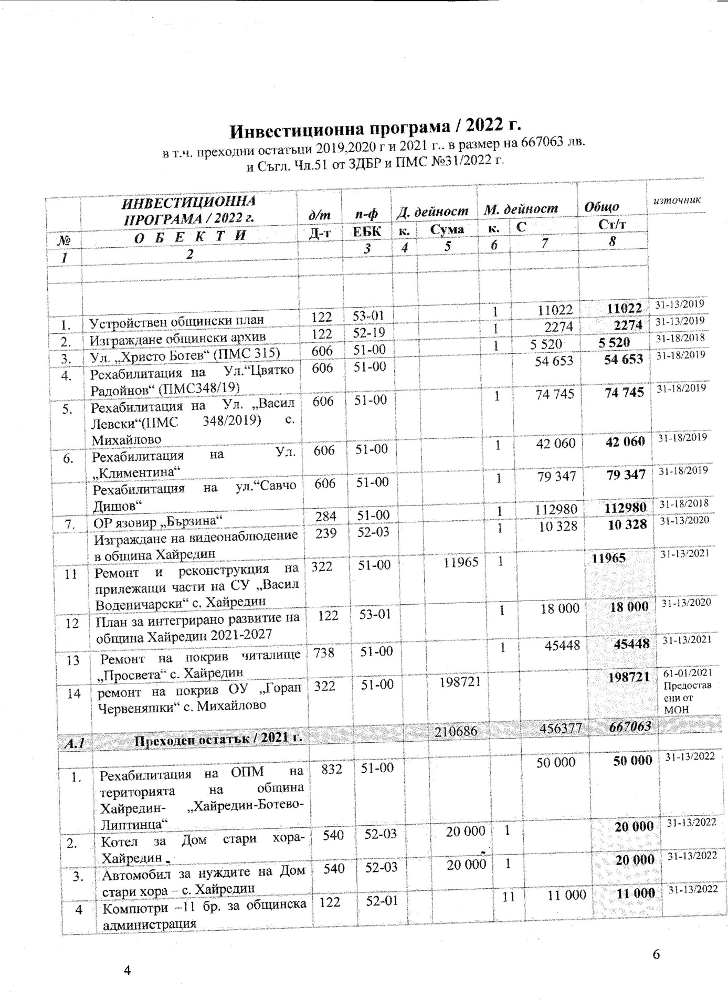 Инвестиционна програма / 2022 г.
в т.ч. преходни остатъци 2019,2020 г и 2021 г.. в размер на 667063 лв.
и Съгл. Чл.51 от ЗДБР и ПМС №31/2022 г.
№ ИНВЕСТИЦИОННА д/т п-ф Д. дейност М. дейност Общо източник
ПРОГРАМА / 2022 г.
О Б Е К Т И Д-т ЕБК к. Сума к. С Ст/т
1 2 3 4 5 6 7 8
1. Устройствен общински план 122 53-01 1 11022 11022 31-13/2019
2. Изграждане общински архив 122 52-19 1 2274 2274 31-13/2019
3. Ул. „Христо Ботев“ (ПМС 315) 606 51-00 1 5 520 5 520 31-18/2018
4. Рехабилитация на Ул.“Цвятко 606 51-00 54 653 54 653 31-18/2019
Радойнов“ (ПМС348/19)
5. Рехабилитация на Ул. „Васил 606 51-00 1 74 745 74 745 31-18/2019
Левски“(ПМС 348/2019) с.
Михайлово
6. Рехабилитация на Ул. 606 51-00 1 42 060 42 060 31-18/2019
„Климентина“
Рехабилитация на ул.“Савчо 606 51-00 1 79 347 79 347 31-18/2019
Дишов“
7. ОР язовир „Бързина“ 284 51-00 1 112980 112980 31-18/2018
Изграждане на видеонаблюдение 239 52-03 1 10 328 10 328 31-13/2020
в община Хайредин
11 Ремонт и реконструкция на 322 51-00 11965 1 11965 31-13/2021
прилежащи части на СУ „Васил
Воденичарски“ с. Хайредин
12 План за интегрирано развитие на 122 53-01 1 18 000 18 000 31-13/2020
община Хайредин 2021-2027
13 Ремонт на покрив читалище 738 51-00 1 45448 45448 31-13/2021
„Просвета“ с. Хайредин
14 ремонт на покрив ОУ „Горан 322 51-00 198721 198721 61-01/2021
Червеняшки“ с. Михайлово Предостав
сни от
МОН
А.1 Преходен остатък / 2021 г. 210686 456377 667063
1. Рехабилитация на ОПМ на 832 51-00 50 000 50 000 31-13/2022
територията на община
Хайредин- „Хайредин-Ботево-
Липтинца“
2. Котел за Дом стари хора- 540 52-03 20 000 1 20 000 31-13/2022
Хайредин .
3. Автомобил за нуждите на Дом 540 52-03 20 000 1 20 000 31-13/2022
стари хора – с. Хайредин
4 Компютри –11 бр. за общинска 122 52-01 11 11 000 11 000 31-13/2022
администрация
6
4